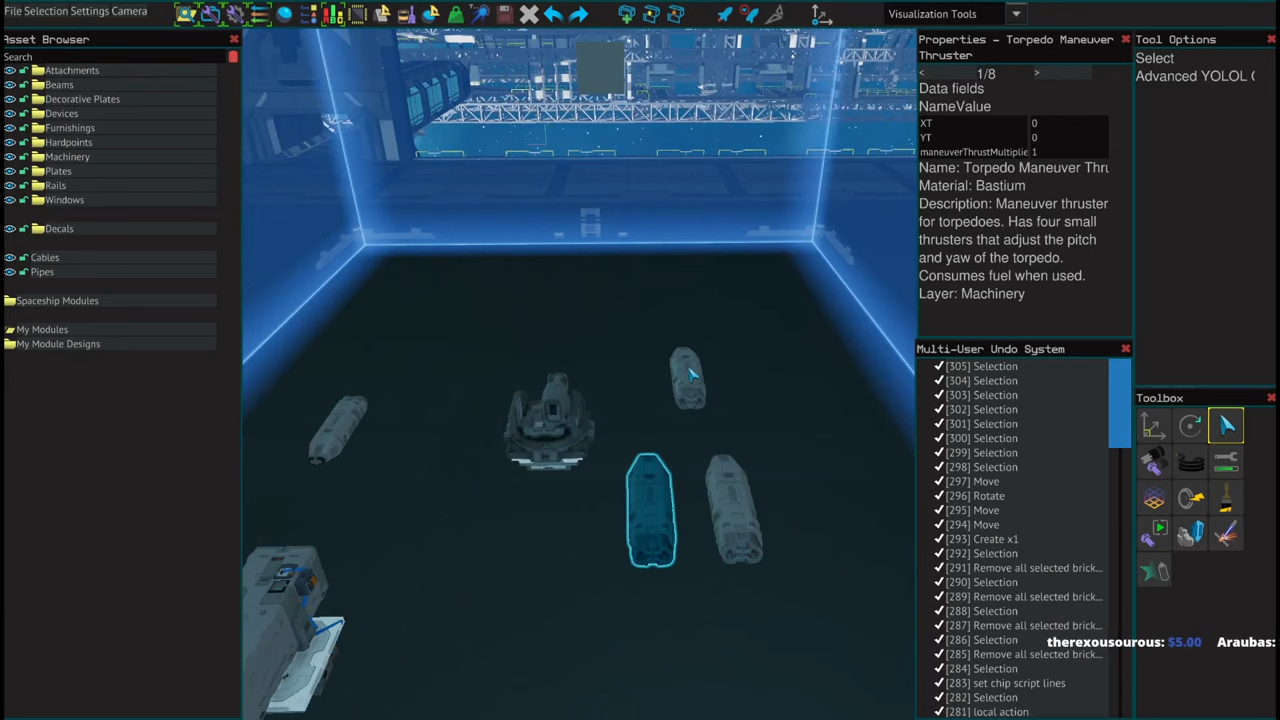 File Selection Settings Camera
Visualization Tools
Asset Browser
Search
Attachments
Beams
Decorative Plates
Devices
Furnishings
Hardpoints
Machinery
Plates
Rails
Windows
Decals
Cables
Pipes
Spaceship Modules
My Modules
My Module Designs
Properties - Torpedo Maneuver
Thruster
< 1/8 >
Data fields
NameValue
XT 0
YT 0
maneuverThrustMultiplie 1
Name: Torpedo Maneuver Thru
Material: Bastium
Description: Maneuver thruster
for torpedoes. Has four small
thrusters that adjust the pitch
and yaw of the torpedo.
Consumes fuel when used.
Layer: Machinery
Tool Options
Select
Advanced YOLOL (
Multi-User Undo System
[305] Selection
[304] Selection
[303] Selection
[302] Selection
[301] Selection
[300] Selection
[299] Selection
[298] Selection
[297] Move
[296] Rotate
[295] Move
[294] Move
[293] Create x1
[292] Selection
[291] Remove all selected brick...
[290] Selection
[289] Remove all selected brick...
[288] Selection
[287] Remove all selected brick...
[286] Selection
[285] Remove all selected brick...
[284] Selection
[283] set chip script lines
[282] Selection
[281] local action
Toolbox
therexousourous: $5.00 Araubas: